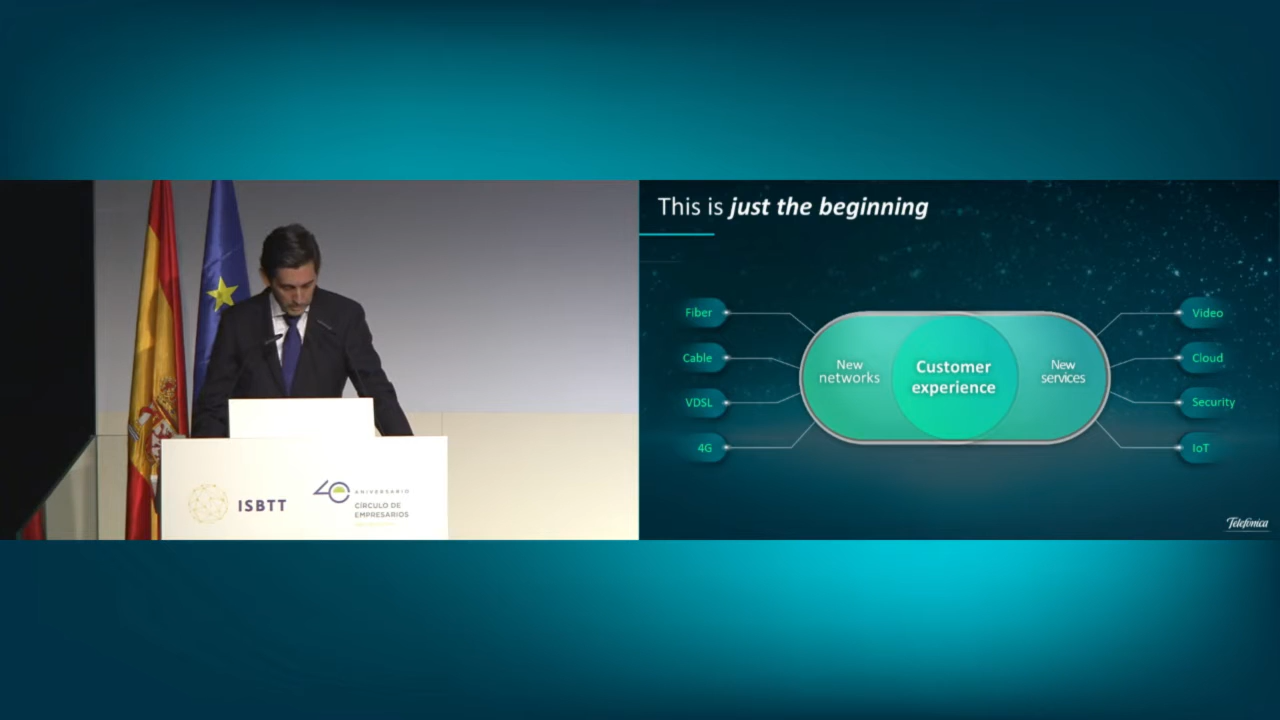 This is just the beginning
Fiber
Cable
VDSL
4G
New
networks
Customer
experience
New
services
Video
Cloud
Security
IoT
Telefónica
ISBTT
40
ANIVERSARIO
CÍRCULO DE
EMPRESARIOS